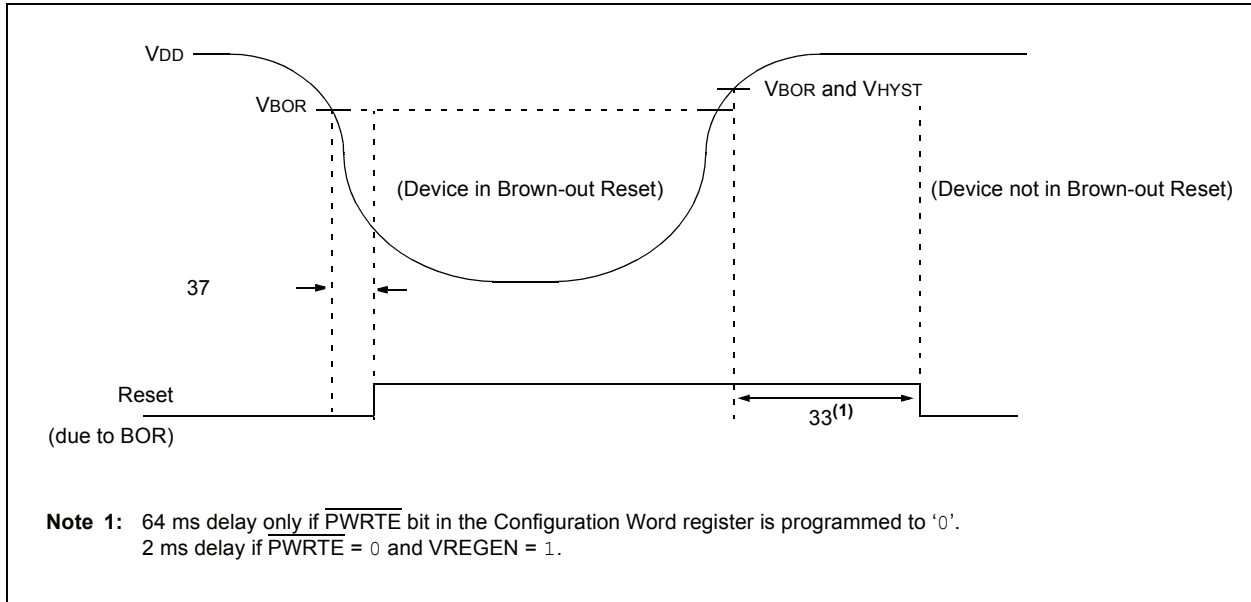 VDD
VBOR
VBOR and VHYST
(Device in Brown-out Reset)
(Device not in Brown-out Reset)
37
Reset
(due to BOR)
33(1)
Note 1: 64 ms delay only if PWRTE bit in the Configuration Word register is programmed to ‘0’.
2 ms delay if PWRTE = 0 and VREGEN = 1.